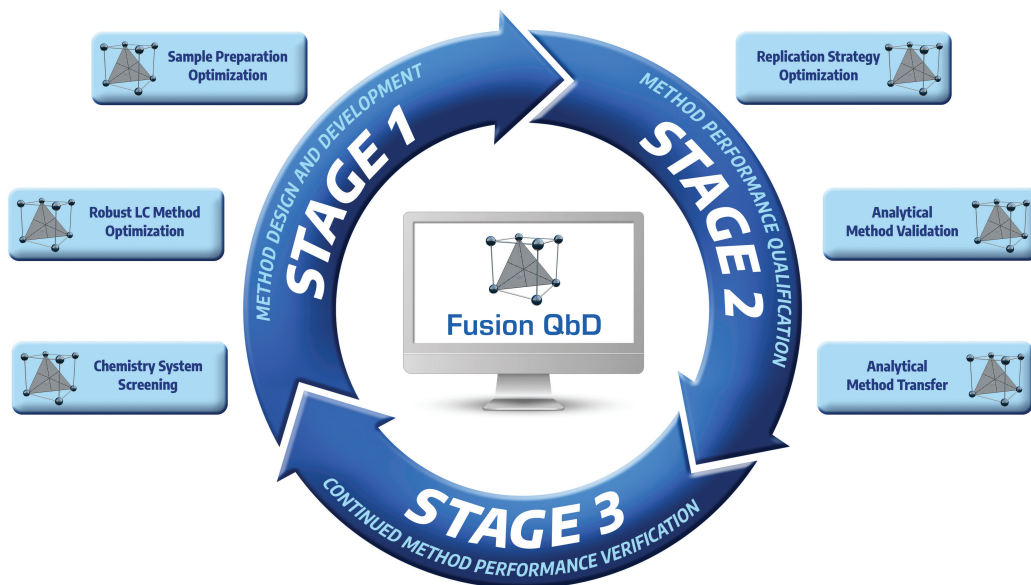 Sample Preparation
Optimization
Robust LC Method
Optimization
Chemistry System
Screening
METHOD DESIGN AND DEVELOPMENT
STAGE 1
METHOD PERFORMANCE QUALIFICATION
STAGE 2
Fusion QbD
STAGE 3
CONTINUED METHOD PERFORMANCE VERIFICATION
Replication Strategy
Optimization
Analytical
Method Validation
Analytical
Method Transfer